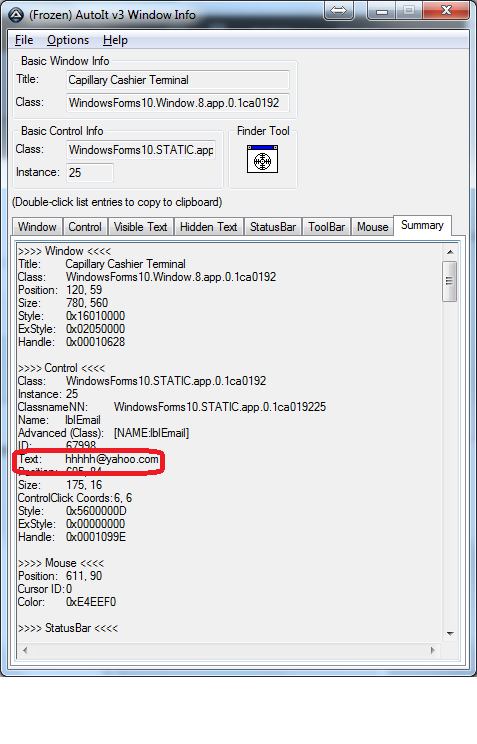 (Frozen) AutoIt v3 Window Info
File Options Help
Basic Window Info
Title: Capillary Cashier Terminal
Class: WindowsForms10.Window.8.app.0.1ca0192
Basic Control Info
Class: WindowsForms10.STATIC.app
Instance: 25
Finder Tool
(Double-click list entries to copy to clipboard)
Window Control Visible Text Hidden Text StatusBar ToolBar Mouse Summary
>>>> Window <<<<
Title: Capillary Cashier Terminal
Class: WindowsForms10.Window.8.app.0.1ca0192
Position: 120, 59
Size: 780, 560
Style: 0x16010000
ExStyle: 0x02050000
Handle: 0x00010628
>>>> Control <<<<
Class: WindowsForms10.STATIC.app.0.1ca0192
Instance: 25
ClassnameNN: WindowsForms10.STATIC.app.0.1ca019225
Name: lblEmail
Advanced (Class): [NAME:lblEmail]
ID: 67998
Text: hhhhh@yahoo.com
Position: 605, 84
Size: 175, 16
ControlClick Coords: 6, 6
Style: 0x5600000D
ExStyle: 0x00000000
Handle: 0x0001099E
>>>> Mouse <<<<
Position: 611, 90
Cursor ID: 0
Color: 0xE4EEF0
>>>> StatusBar <<<<